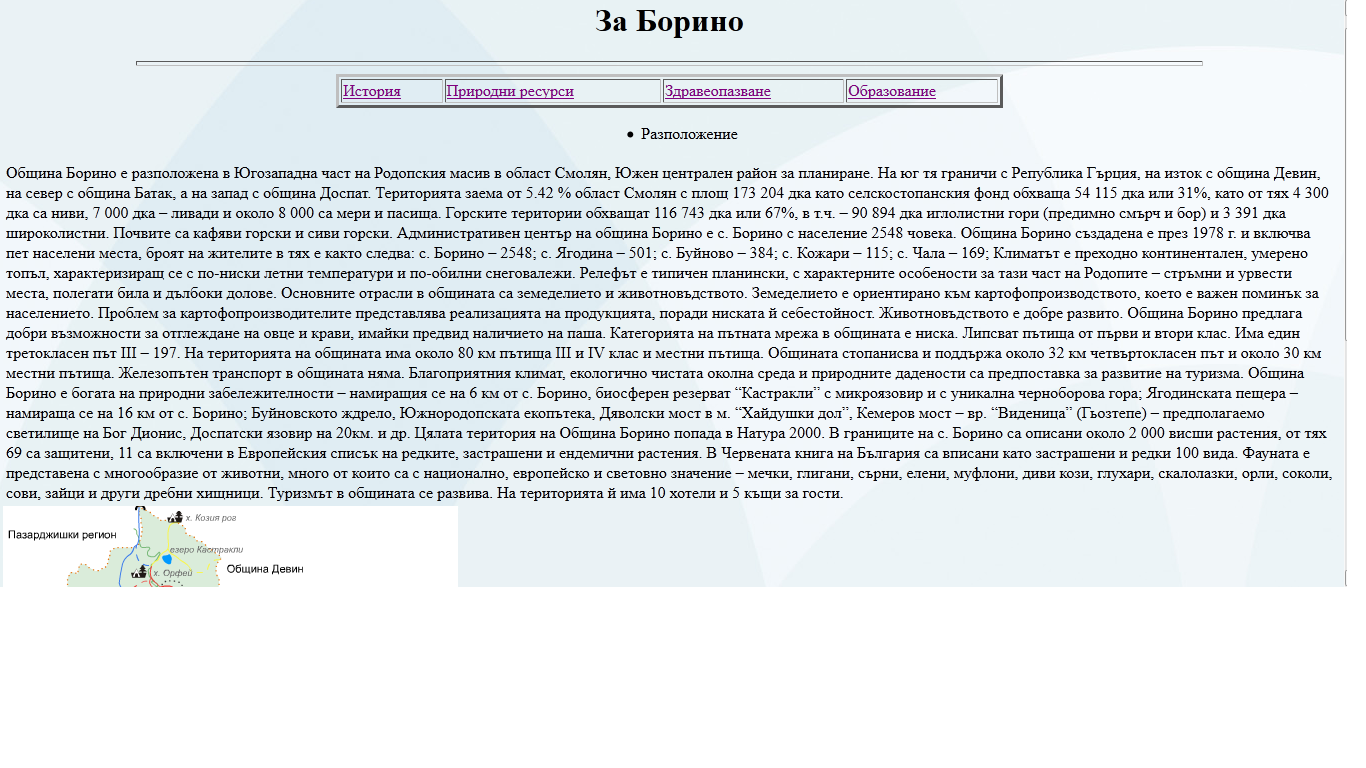 За Борино
История Природни ресурси Здравеопазване Образование
• Разположение
Община Борино е разположена в Югозападна част на Родопския масив в област Смолян, Южен централен район за планиране. На юг тя граничи с Република Гърция, на изток с община Девин,
на север с община Батак, а на запад с община Доспат. Територията заема от 5.42 % област Смолян с площ 173 204 дка като селскостопанския фонд обхваща 54 115 дка или 31%, като от тях 4 300
дка са ниви, 7 000 дка – ливади и около 8 000 са мери и пасища. Горските територии обхващат 116 743 дка или 67%, в т.ч. – 90 894 дка иглолистни гори (предимно смърч и бор) и 3 391 дка
широколистни. Почвите са кафяви горски и сиви горски. Административен център на община Борино е с. Борино с население 2548 човека. Община Борино създадена е през 1978 г. и включва
пет населени места, броят на жителите в тях е както следва: с. Борино – 2548; с. Ягодина – 501; с. Буйново – 384; с. Кожари – 115; с. Чала – 169; Климатът е преходно континентален, умерено
топъл, характеризиращ се с по-ниски летни температури и по-обилни снеговалежи. Релефът е типичен планински, с характерните особености за тази част на Родопите – стръмни и урвести
места, полегати била и дълбоки долове. Основните отрасли в общината са земеделието и животновъдството. Земеделието е ориентирано към картофопроизводството, което е важен поминък за
населението. Проблем за картофопроизводителите представлява реализацията на продукцията, поради ниската й себестойност. Животновъдството е добре развито. Община Борино предлага
добри възможности за отглеждане на овце и крави, имайки предвид наличието на паша. Категорията на пътната мрежа в общината е ниска. Липсват пътища от първи и втори клас. Има един
третокласен път III – 197. На територията на общината има около 80 км пътища III и IV клас и местни пътища. Общината стопанисва и поддържа около 32 км четвъртокласен път и около 30 км
местни пътища. Железопътен транспорт в общината няма. Благоприятния климат, екологично чистата околна среда и природните дадености са предпоставка за развитие на туризма. Община
Борино е богата на природни забележителности – намиращия се на 6 км от с. Борино, биосферен резерват “Кастракли” с микроязовир и с уникална черноборова гора; Ягодинската пещера –
намираща се на 16 км от с. Борино; Буйновското ждрело, Южнородопската екопътека, Дяволски мост в м. “Хайдушки дол”, Кемеров мост – вр. “Виденица” (Гьозтепе) – предполагаемо
светилище на Бог Дионис, Доспатски язовир на 20км. и др. Цялата територия на Община Борино попада в Натура 2000. В границите на с. Борино са описани около 2 000 висши растения, от тях
69 са защитени, 11 са включени в Европейския списък на редките, застрашени и ендемични растения. В Червената книга на България са вписани като застрашени и редки 100 вида. Фауната е
представена с многообразие от животни, много от които са с национално, европейско и световно значение – мечки, глигани, сърни, елени, муфлони, диви кози, глухари, скалолазки, орли, соколи,
сови, зайци и други дребни хищници. Туризмът в общината се развива. На територията й има 10 хотели и 5 къщи за гости.
х. Козия рог
Пазарджишки регион
езеро Кастракли
Община Девин
х. Орфей